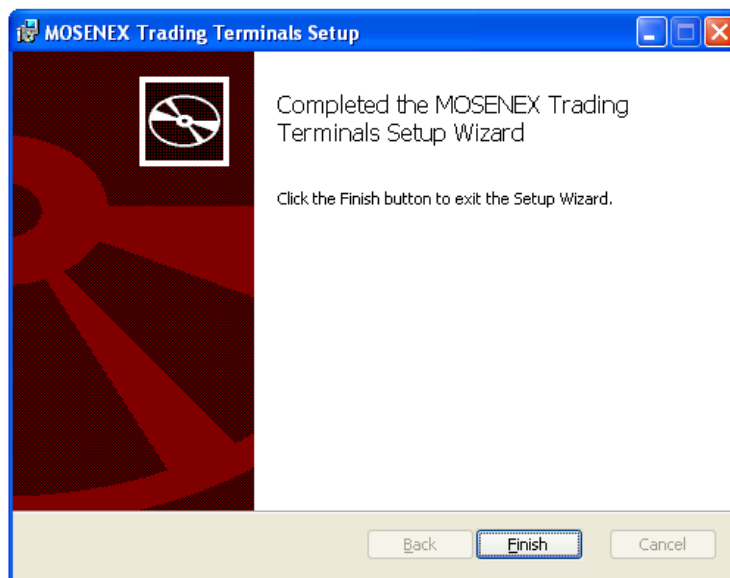 MOSENEX Trading Terminals Setup
Completed the MOSENEX Trading
Terminals Setup Wizard
Click the Finish button to exit the Setup Wizard.
Back Finish Cancel